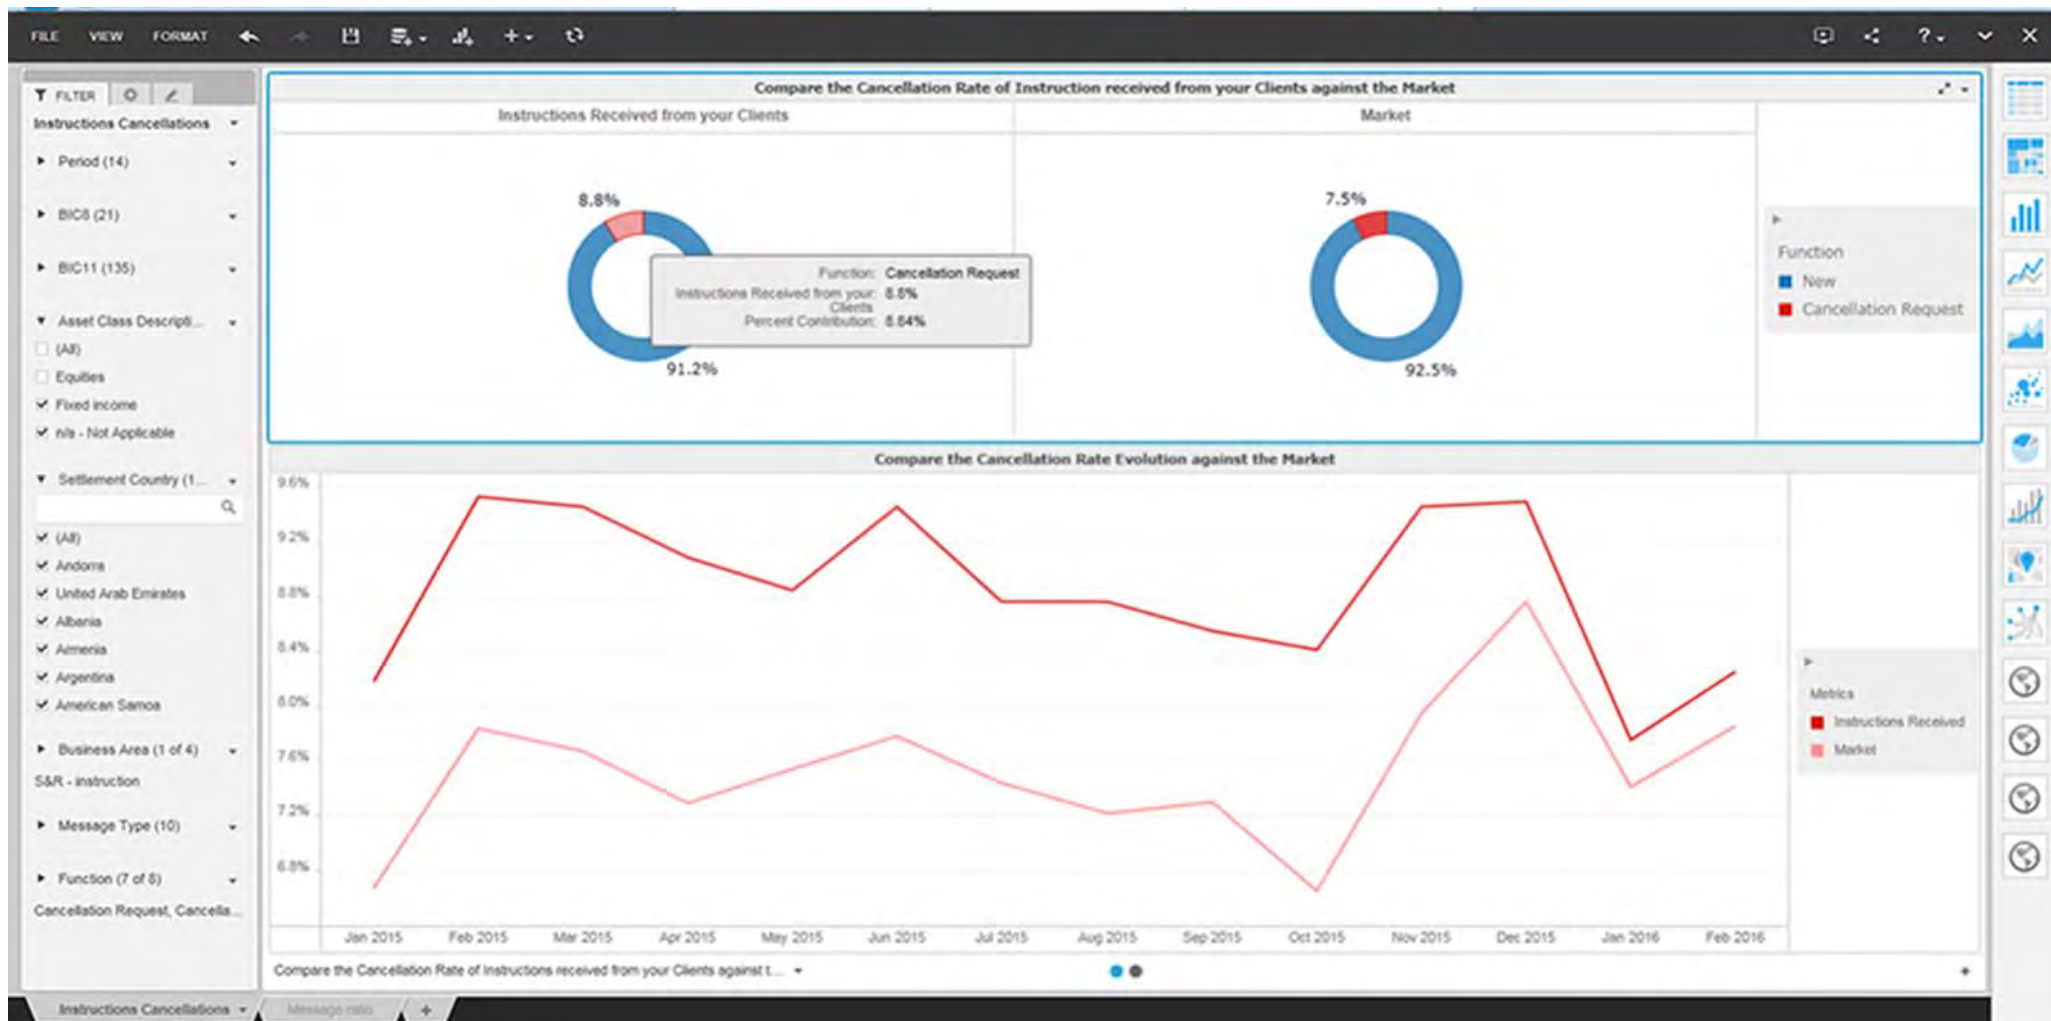 FILE VIEW FORMAT
FILTER
Instructions Cancellations
Period (14)
BIC8 (21)
BIC11 (135)
Asset Class Descripti...
(All)
Equities
Fixed income
n/a - Not Applicable
Settlement Country (1...
(All)
Andorra
United Arab Emirates
Albania
Armenia
Argentina
American Samoa
Business Area (1 of 4)
S&R - instruction
Message Type (10)
Function (7 of 8)
Cancellation Request, Cancella...
Compare the Cancellation Rate of Instruction received from your Clients against the Market
Instructions Received from your Clients
Market
8.8%
91.2%
Function: Cancellation Request
Instructions Received from your Clients 8.8%
Percent Contribution: 8.84%
7.5%
92.5%
Function
New
Cancellation Request
Compare the Cancellation Rate Evolution against the Market
9.6%
9.2%
8.8%
8.4%
8.0%
7.6%
7.2%
6.8%
Jan 2015 Feb 2015 Mar 2015 Apr 2015 May 2015 Jun 2015 Jul 2015 Aug 2015 Sep 2015 Oct 2015 Nov 2015 Dec 2015 Jan 2016 Feb 2016
Metrics
Instructions Received
Market
Compare the Cancellation Rate of Instructions received from your Clients against t...
Instructions Cancellations
Message ratio